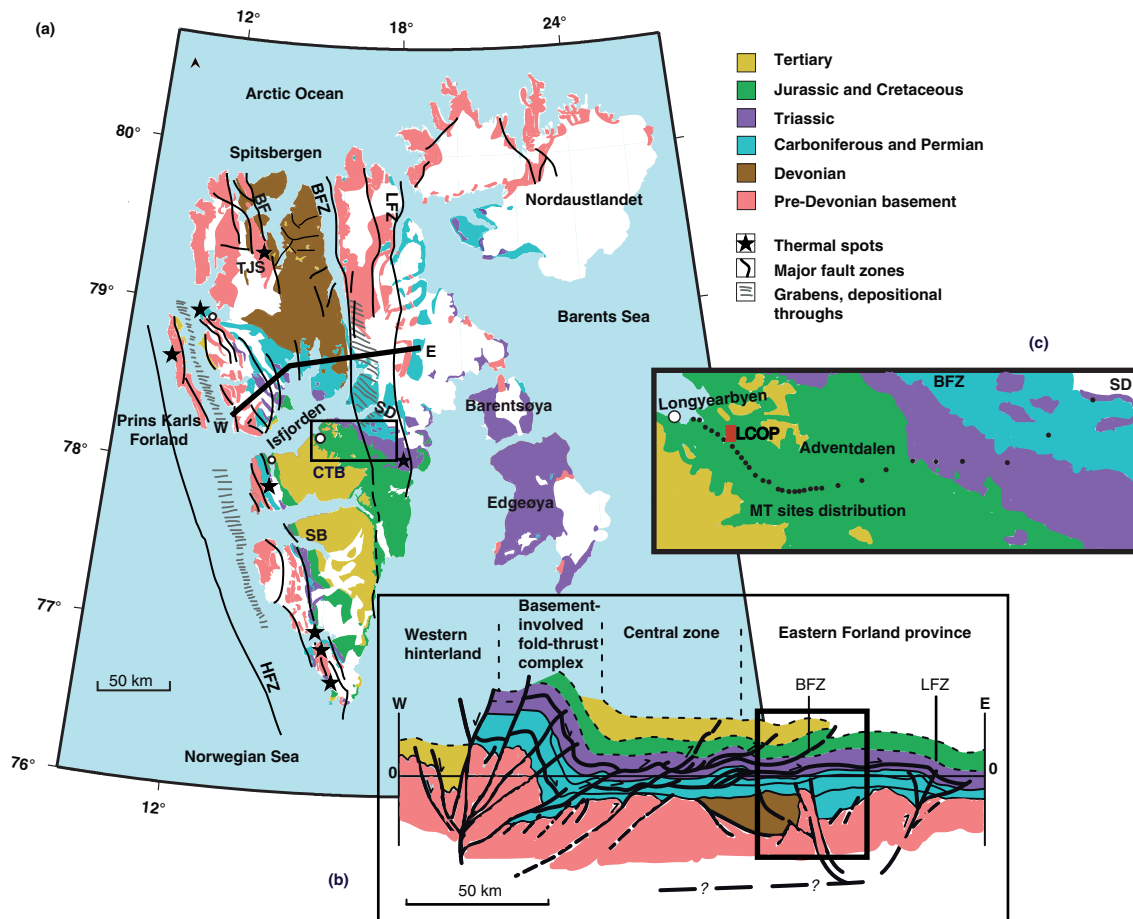 (a)
12°
18°
24°
Arctic Ocean
80°
Spitsbergen
BF
BFZ
LFZ
Nordaustlandet
TJS
79°
Barents Sea
E
Prins Karls
Forland
W
Isfjorden
SD
Barentsøya
78°
CTB
Edgeøya
SB
77°
HFZ
50 km
Norwegian Sea
76°
12°
Tertiary
Jurassic and Cretaceous
Triassic
Carboniferous and Permian
Devonian
Pre-Devonian basement
Thermal spots
Major fault zones
Grabens, depositional
throughs
(c)
BFZ
SD
Longyearbyen
LCOP
Adventdalen
MT sites distribution
Western
hinterland
Basement-
involved
fold-thrust
complex
Central zone
Eastern Forland province
W
BFZ
LFZ
E
0
0
(b)
50 km
?
?